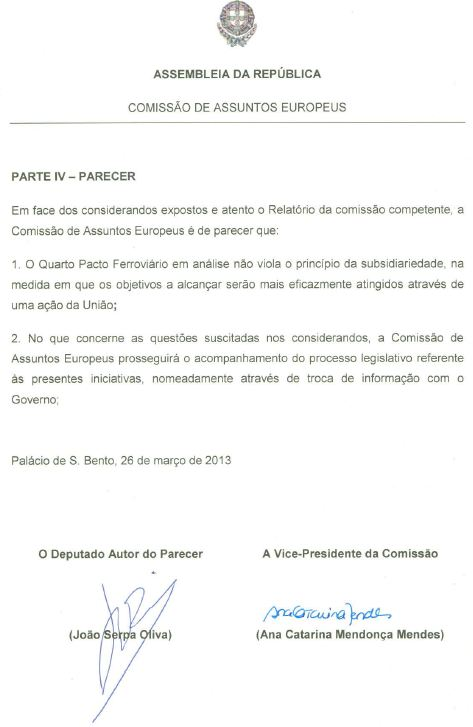 ASSEMBLEIA DA REPÚBLICA
COMISSÃO DE ASSUNTOS EUROPEUS
PARTE IV – PARECER
Em face dos considerandos expostos e atento o Relatório da comissão competente, a
Comissão de Assuntos Europeus é de parecer que:
1. O Quarto Pacto Ferroviário em análise não viola o princípio da subsidiariedade, na
medida em que os objetivos a alcançar serão mais eficazmente atingidos através de
uma ação da União;
2. No que concerne as questões suscitadas nos considerandos, a Comissão de
Assuntos Europeus prosseguirá o acompanhamento do processo legislativo referente
às presentes iniciativas, nomeadamente através de troca de informação com o
Governo;
Palácio de S. Bento, 26 de março de 2013
O Deputado Autor do Parecer
A Vice-Presidente da Comissão
Ana Catarina Mendes
(João Serpa Oliva)
(Ana Catarina Mendonça Mendes)